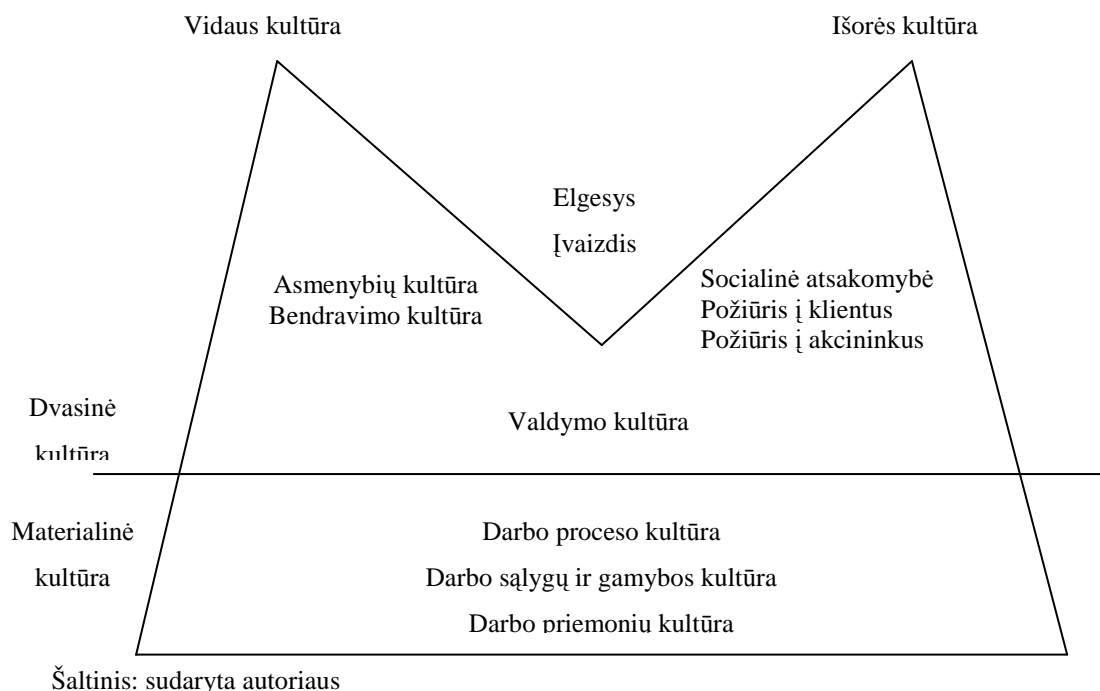 Vidaus kultūra
Išorės kultūra
Elgesys
Įvaizdis
Asmenybių kultūra
Bendravimo kultūra
Socialinė atsakomybė
Požiūris į klientus
Požiūris į akcininkus
Dvasinė
kultūra
Valdymo kultūra
Materialinė
kultūra
Darbo proceso kultūra
Darbo sąlygų ir gamybos kultūra
Darbo priemonių kultūra
Šaltinis: sudaryta autoriaus